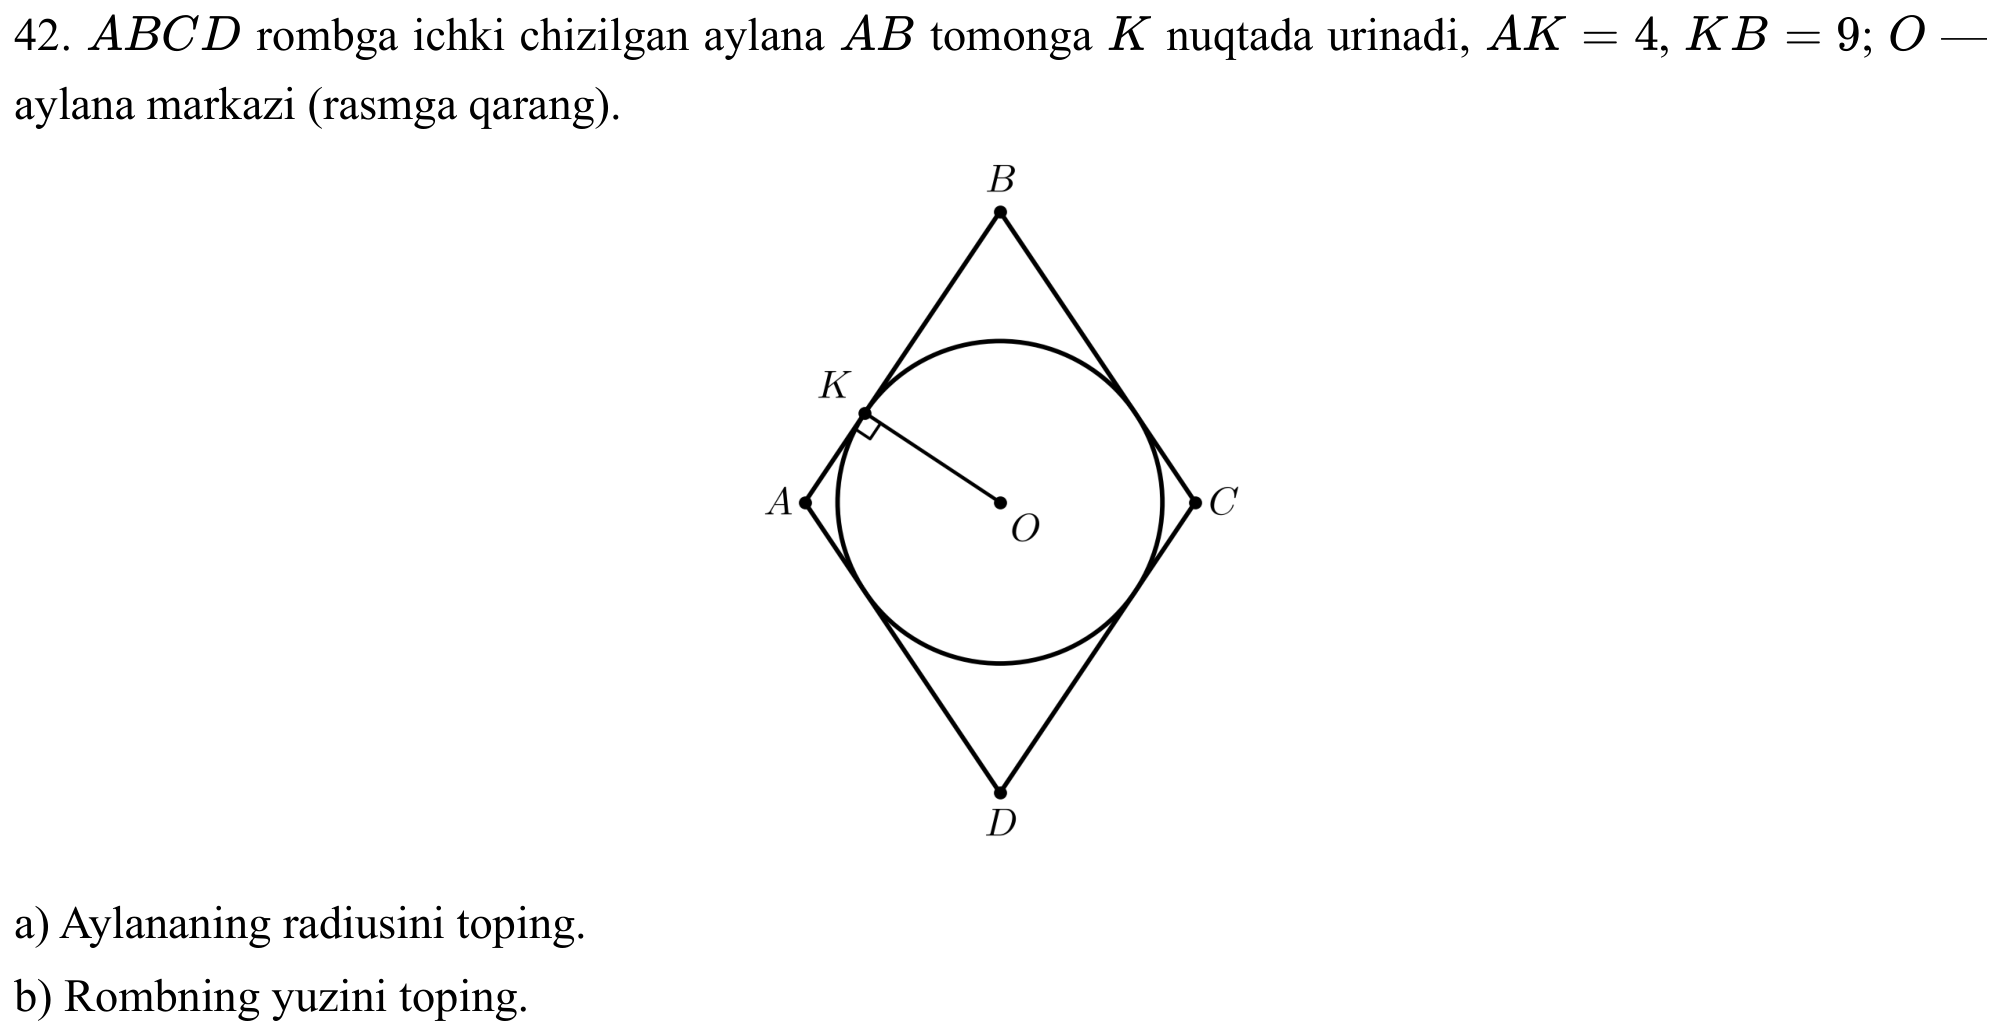 42. ABCD rombga ichki chizilgan aylana AB tomonga K nuqtada urinadi, AK = 4, KB = 9; O —
aylana markazi (rasmga qarang).
B
K
A
C
O
D
a) Aylananing radiusini toping.
b) Rombning yuzini toping.